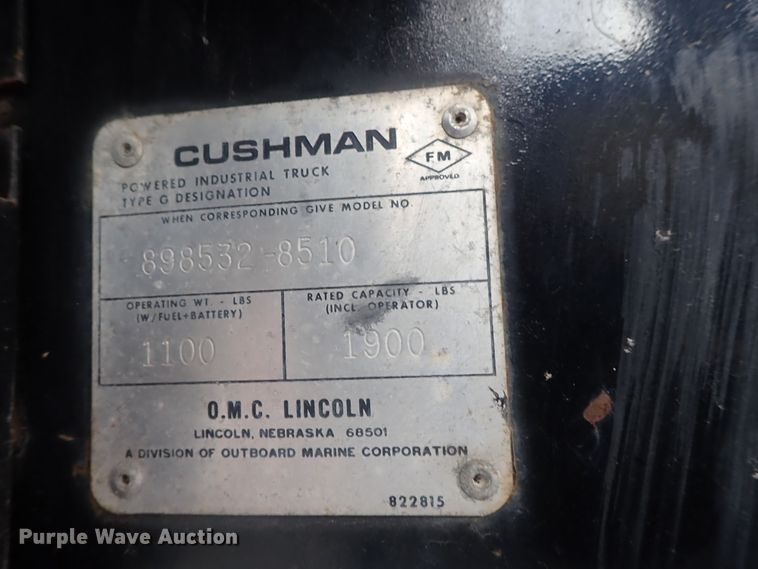 CUSHMAN
FM
APPROVED
POWERED INDUSTRIAL TRUCK
TYPE G DESIGNATION
WHEN CORRESPONDING GIVE MODEL NO.
898532-8510
OPERATING WT. - LBS
(W/FUEL+BATTERY)
1100
RATED CAPACITY - LBS
(INCL. OPERATOR)
1900
O.M.C. LINCOLN
LINCOLN, NEBRASKA 68501
A DIVISION OF OUTBOARD MARINE CORPORATION
822815
Purple Wave Auction